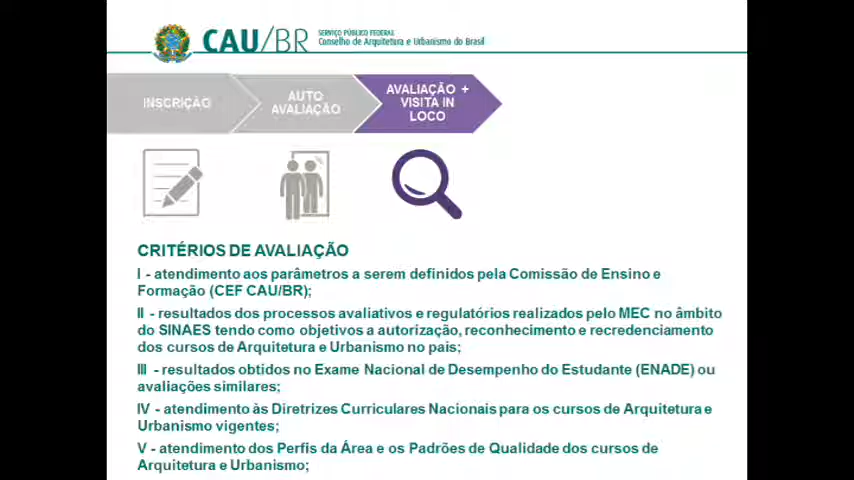 CAU/BR
SERVIÇO PÚBLICO FEDERAL
Conselho de Arquitetura e Urbanismo do Brasil
INSCRIÇÃO
AUTO
AVALIAÇÃO
AVALIAÇÃO +
VISITA IN
LOCO
CRITÉRIOS DE AVALIAÇÃO
I - atendimento aos parâmetros a serem definidos pela Comissão de Ensino e
Formação (CEF CAU/BR);
II - resultados dos processos avaliativos e regulatórios realizados pelo MEC no âmbito
do SINAES tendo como objetivos a autorização, reconhecimento e recredenciamento
dos cursos de Arquitetura e Urbanismo no país;
III - resultados obtidos no Exame Nacional de Desempenho do Estudante (ENADE) ou
avaliações similares;
IV - atendimento às Diretrizes Curriculares Nacionais para os cursos de Arquitetura e
Urbanismo vigentes;
V - atendimento dos Perfis da Área e os Padrões de Qualidade dos cursos de
Arquitetura e Urbanismo;